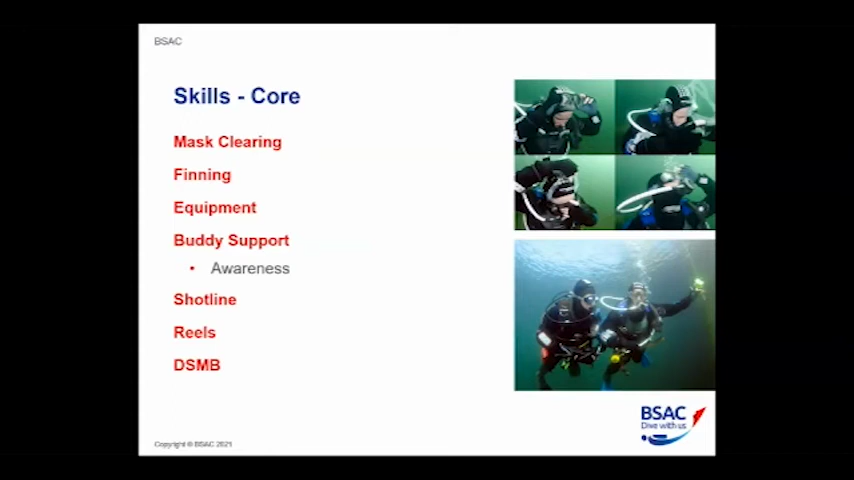 BSAC
Skills - Core
Mask Clearing
Finning
Equipment
Buddy Support
• Awareness
Shotline
Reels
DSMB
BSAC
Dive with us
Copyright © BSAC 2021